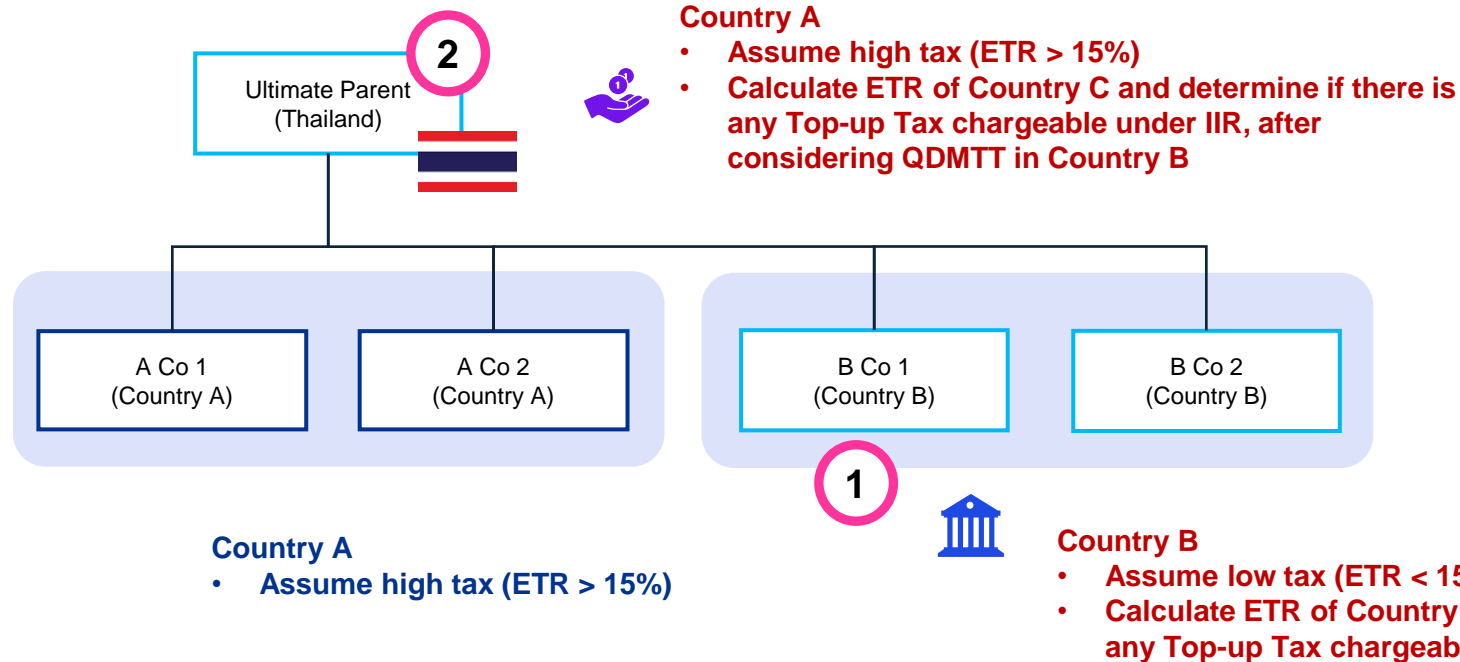 Country A
• Assume high tax (ETR > 15%)
• Calculate ETR of Country C and determine if there is
any Top-up Tax chargeable under IIR, after
considering QDMTT in Country B
2
Ultimate Parent
(Thailand)
A Co 1
(Country A)
A Co 2
(Country A)
B Co 1
(Country B)
B Co 2
(Country B)
1
Country A
• Assume high tax (ETR > 15%)
Country B
• Assume low tax (ETR < 15
• Calculate ETR of Country
any Top-up Tax chargeab